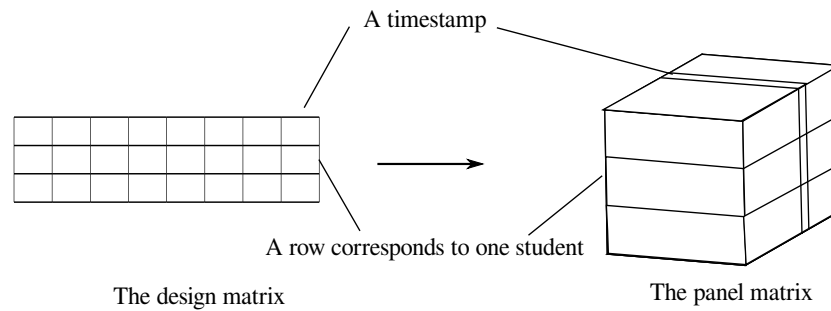 A timestamp
A row corresponds to one student
The design matrix
The panel matrix